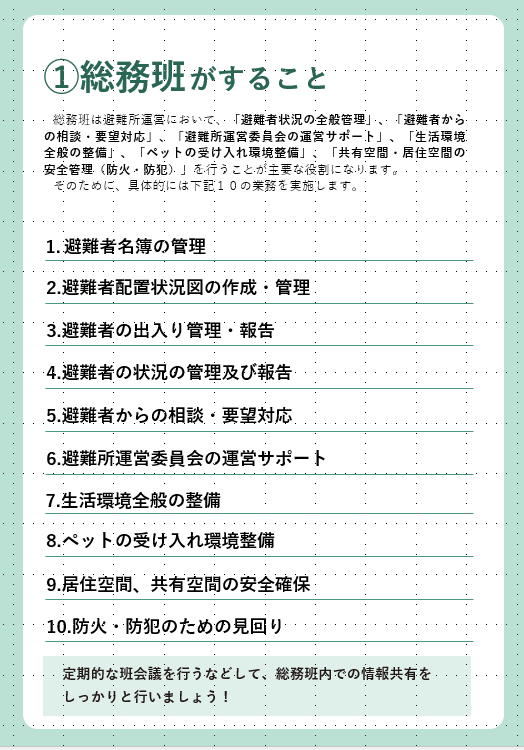 ①総務班がすること
総務班は避難所運営において、「避難者状況の全般管理」、「避難者から
の相談・要望対応」、「避難所運営委員会の運営サポート」、「生活環境
全般の整備」、「ペットの受け入れ環境整備」、「共有空間・居住空間の
安全管理（防火・防犯）」を行うことが主要な役割になります。
そのために、具体的には下記１０の業務を実施します。
1.避難者名簿の管理
2.避難者配置状況図の作成・管理
3.避難者の出入り管理・報告
4.避難者の状況の管理及び報告
5.避難者からの相談・要望対応
6.避難所運営委員会の運営サポート
7.生活環境全般の整備
8.ペットの受け入れ環境整備
9.居住空間、共有空間の安全確保
10.防火・防犯のための見回り
定期的な班会議を行うなどして、総務班内での情報共有を
しっかりと行いましょう！